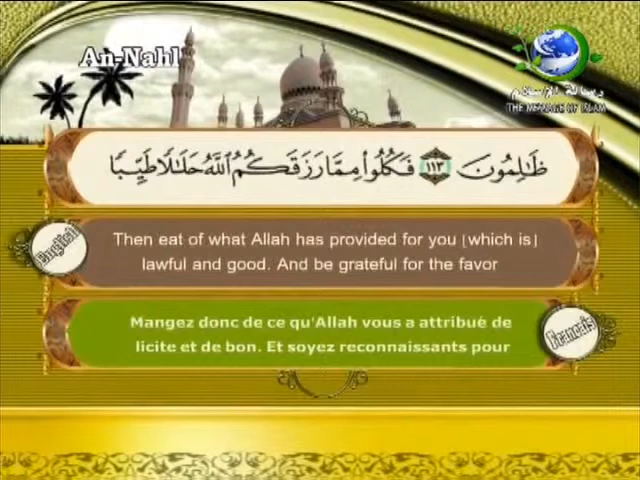 An-Nahl
رسالة الإسلام
THE MESSAGE OF ISLAM
ظَـٰلِمُونَ ١١٣ فَكُلُوا۟ مِمَّا رَزَقَكُمُ ٱللَّهُ حَلَـٰلًا طَيِّبًا
English
Then eat of what Allah has provided for you [which is]
lawful and good. And be grateful for the favor
Mangez donc de ce qu'Allah vous a attribué de
licite et de bon. Et soyez reconnaissants pour
Français